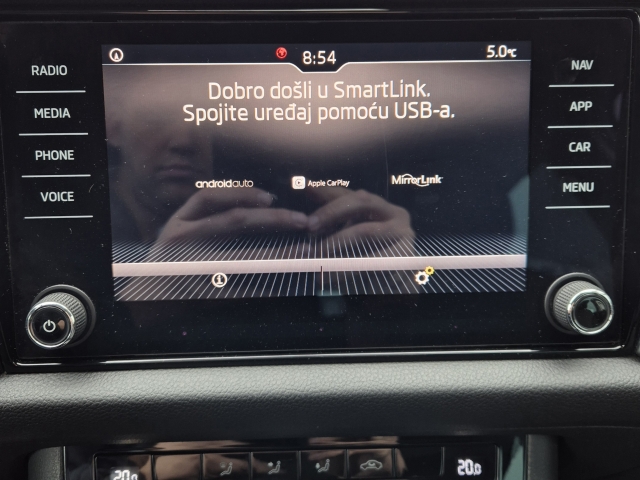 8:54
5.0°C
RADIO
MEDIA
PHONE
VOICE
Dobro došli u SmartLink.
Spojite uređaj pomoću USB-a.
androidauto
Apple CarPlay
MirrorLink
NAV
APP
CAR
MENU
20.0
20.0